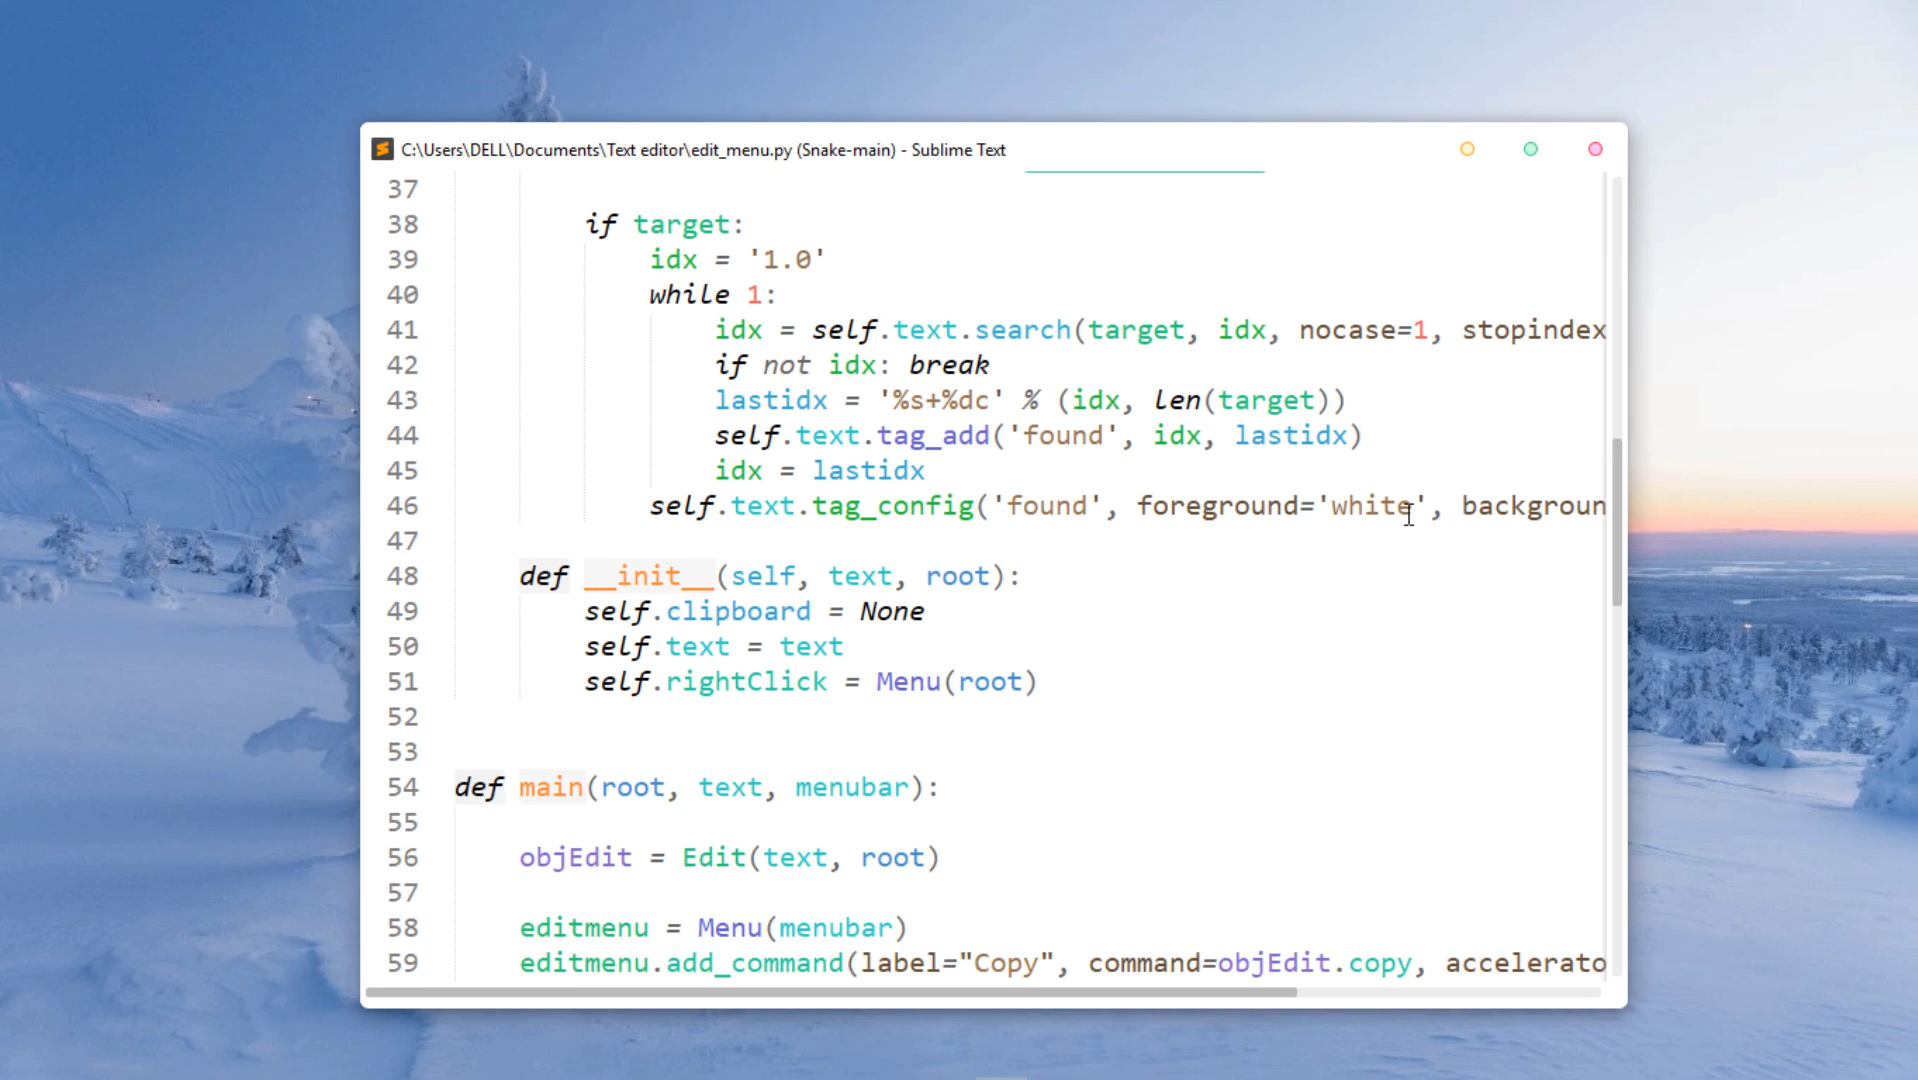 C:\Users\DELL\Documents\Text editor\edit_menu.py (Snake-main) - Sublime Text
37
38 if target:
39 idx = '1.0'
40 while 1:
41 idx = self.text.search(target, idx, nocase=1, stopindex
42 if not idx: break
43 lastidx = '%s+%dc' % (idx, len(target))
44 self.text.tag_add('found', idx, lastidx)
45 idx = lastidx
46 self.text.tag_config('found', foreground='white', backgroun
47
48 def __init__(self, text, root):
49 self.clipboard = None
50 self.text = text
51 self.rightClick = Menu(root)
52
53
54 def main(root, text, menubar):
55
56 objEdit = Edit(text, root)
57
58 editmenu = Menu(menubar)
59 editmenu.add_command(label="Copy", command=objEdit.copy, accelerato